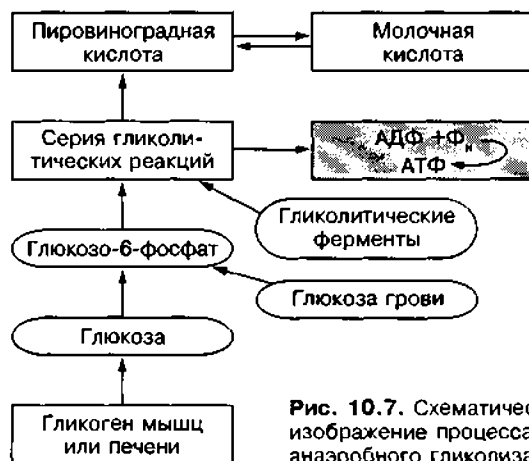 Пировиноградная
кислота
Молочная
кислота
Серия гликоли-
тических реакций
АДФ +Фн
АТФ
Гликолитические
ферменты
Глюкозо-6-фосфат
Глюкоза грови
Глюкоза
Гликоген мышц
или печени
Рис. 10.7. Схематичес
изображение процесса
анаэробного гликолиза